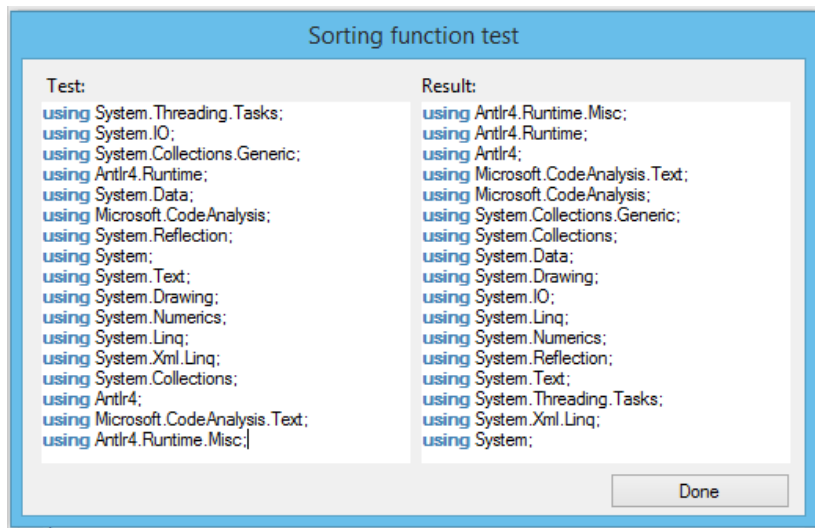 Sorting function test
Test:
using System.Threading.Tasks;
using System.IO;
using System.Collections.Generic;
using Antlr4.Runtime;
using System.Data;
using Microsoft.CodeAnalysis;
using System.Reflection;
using System;
using System.Text;
using System.Drawing;
using System.Numerics;
using System.Linq;
using System.Xml.Linq;
using System.Collections;
using Antlr4;
using Microsoft.CodeAnalysis.Text;
using Antlr4.Runtime.Misc;
Result:
using Antlr4.Runtime.Misc;
using Antlr4.Runtime;
using Antlr4;
using Microsoft.CodeAnalysis.Text;
using Microsoft.CodeAnalysis;
using System.Collections.Generic;
using System.Collections;
using System.Data;
using System.Drawing;
using System.IO;
using System.Linq;
using System.Numerics;
using System.Reflection;
using System.Text;
using System.Threading.Tasks;
using System.Xml.Linq;
using System;
Done